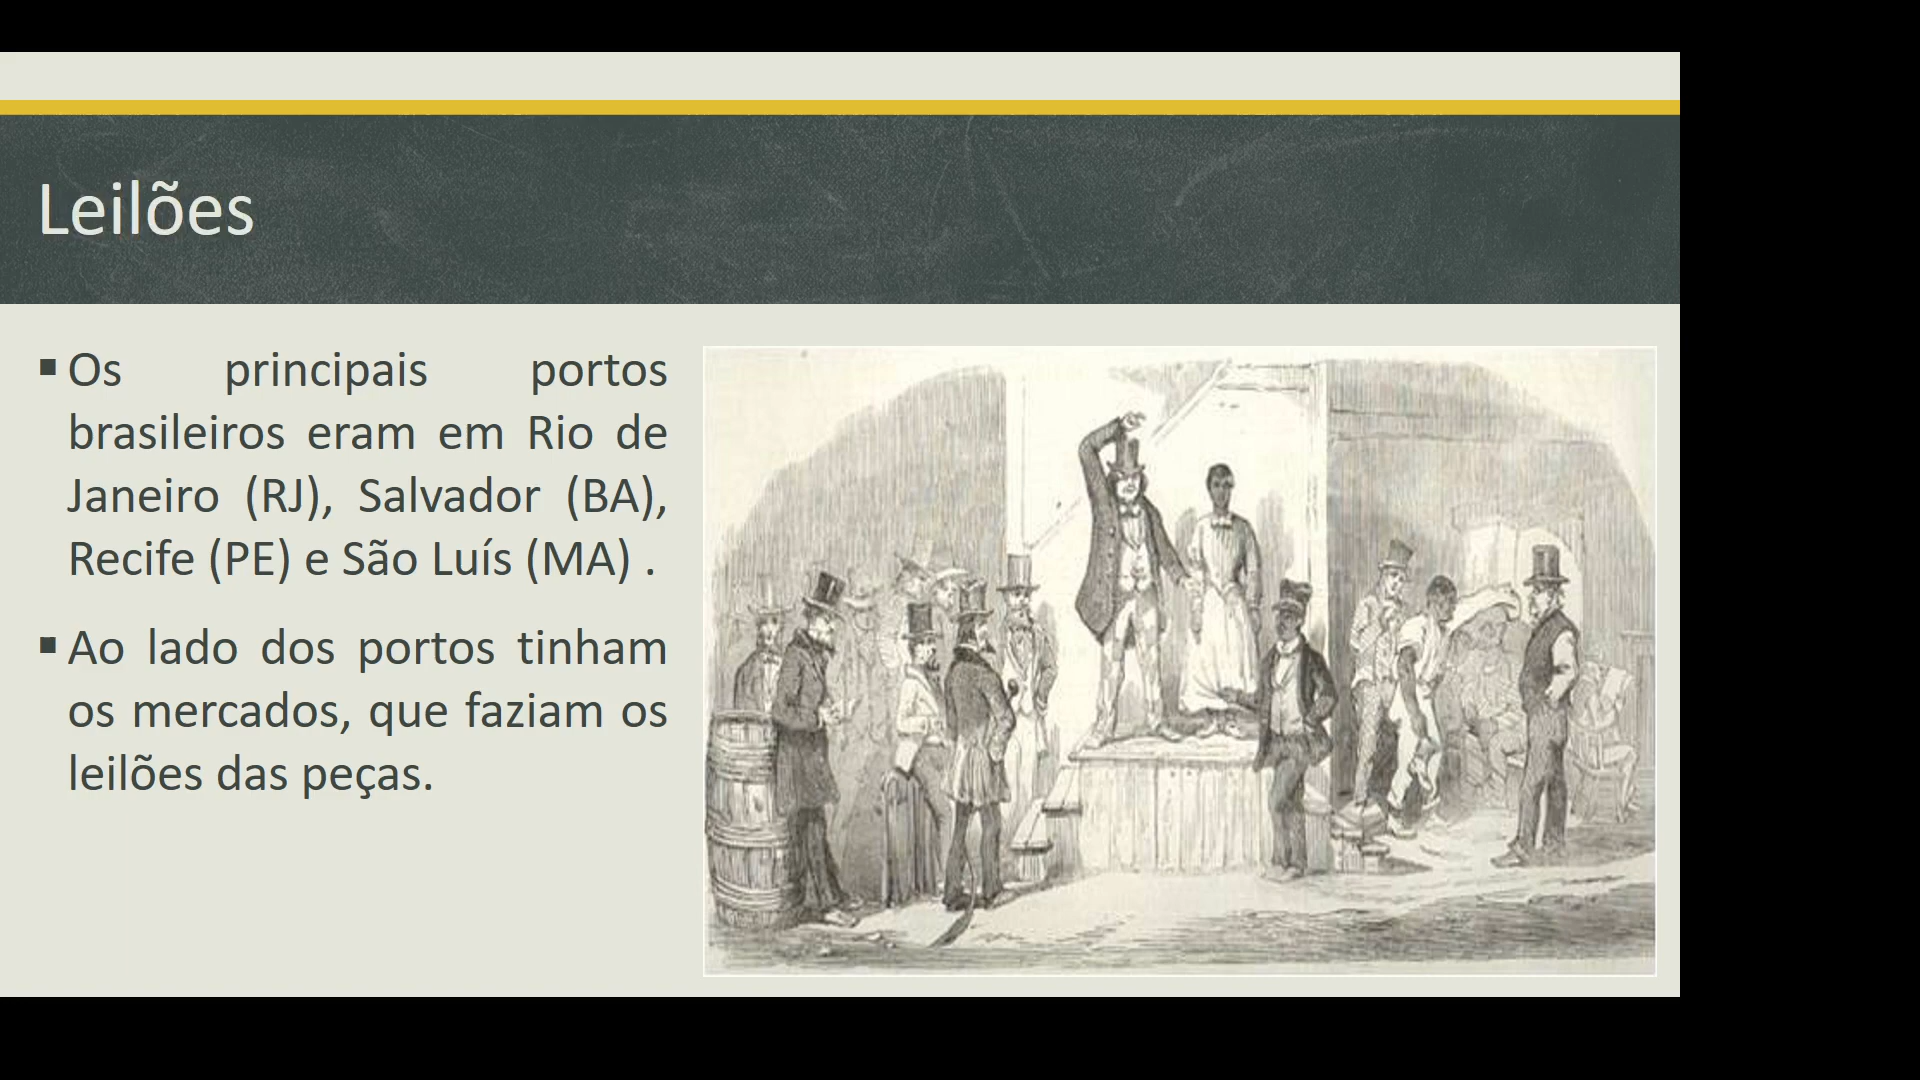 Leilões
▪ Os principais portos
brasileiros eram em Rio de
Janeiro (RJ), Salvador (BA),
Recife (PE) e São Luís (MA) .
▪ Ao lado dos portos tinham
os mercados, que faziam os
leilões das peças.